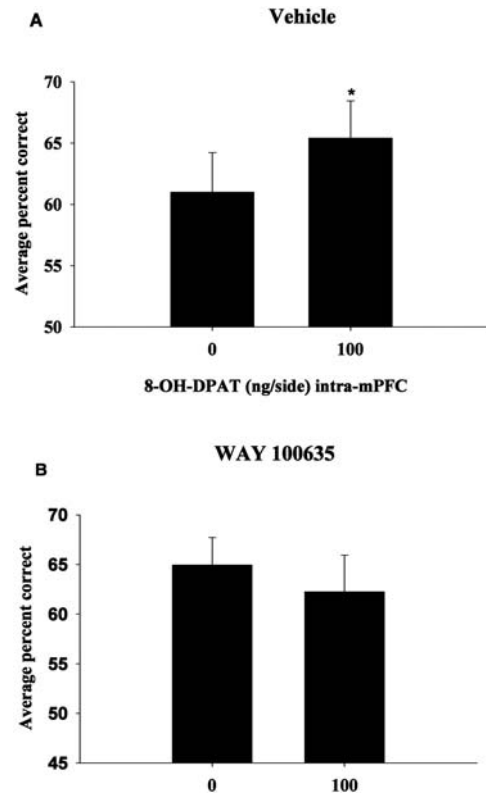 A
Vehicle
70
65
60
55
50
Average percent correct
*
0 100
8-OH-DPAT (ng/side) intra-mPFC
B
WAY 100635
70
65
60
55
50
45
Average percent correct
0 100